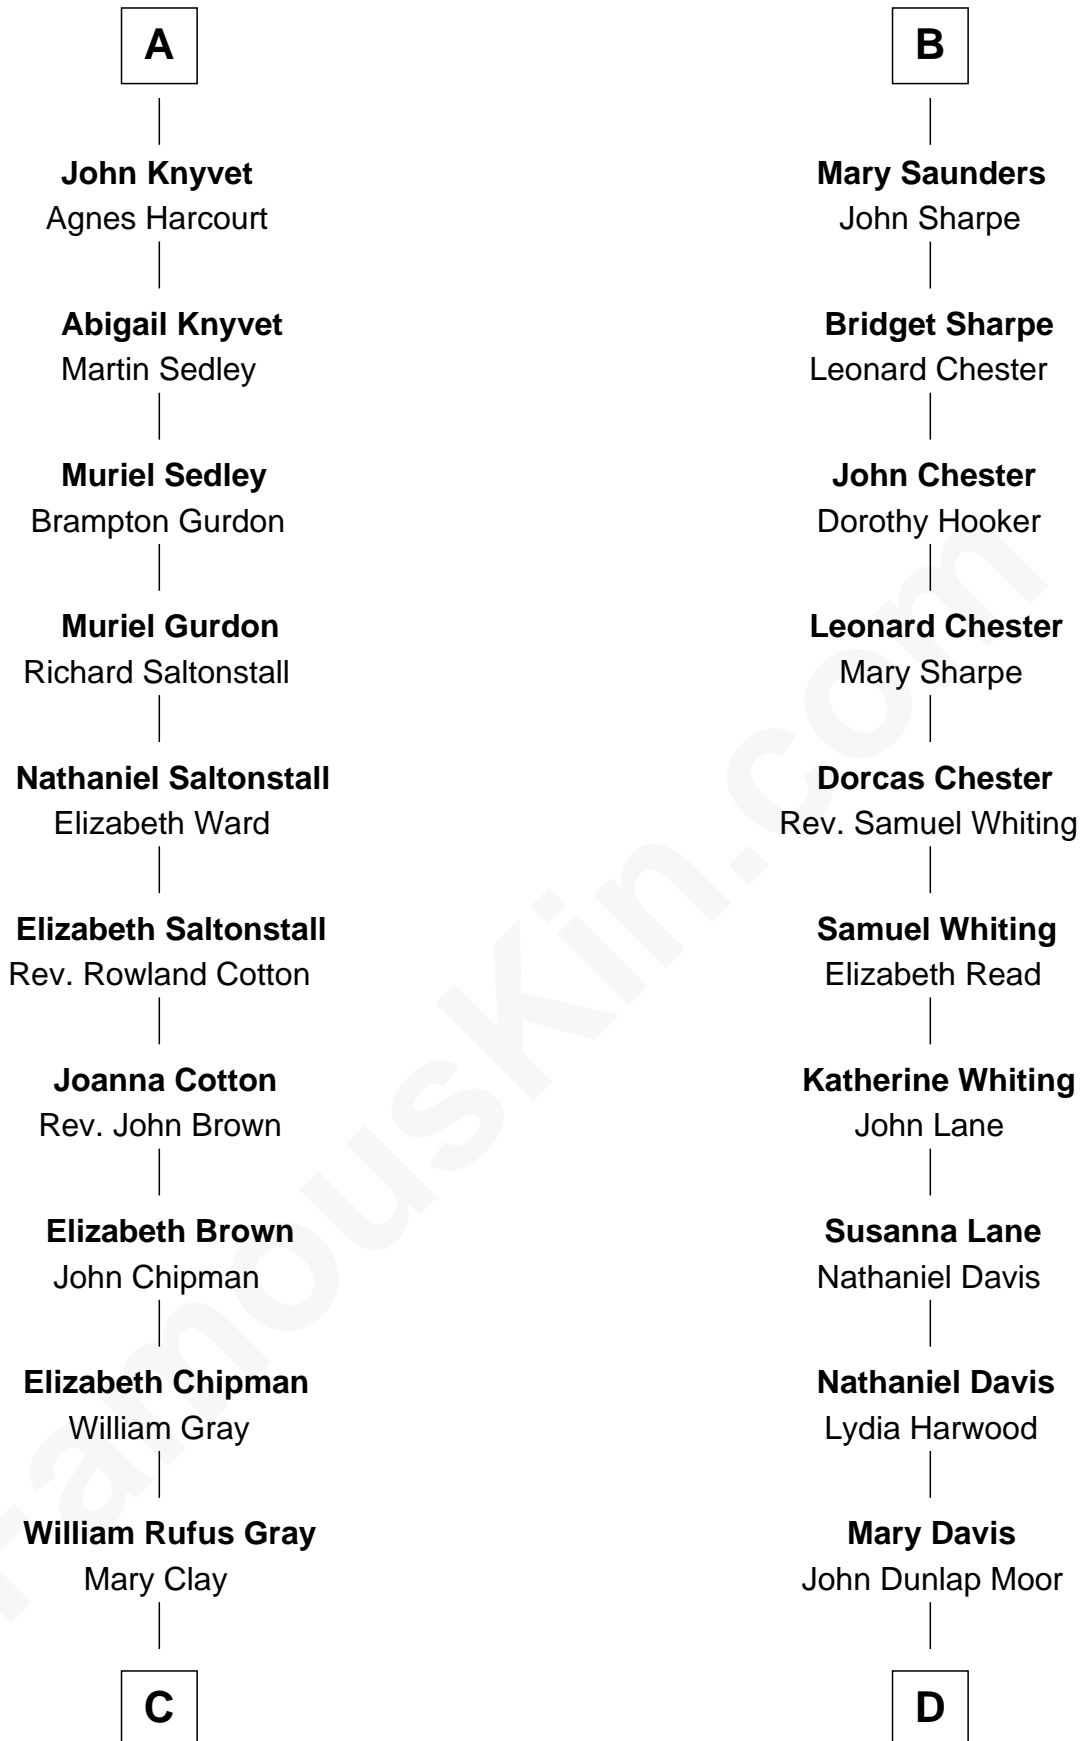 A
John Knyvet
Agnes Harcourt
Abigail Knyvet
Martin Sedley
Muriel Sedley
Brampton Gurdon
Muriel Gurdon
Richard Saltonstall
Nathaniel Saltonstall
Elizabeth Ward
Elizabeth Saltonstall
Rev. Rowland Cotton
Joanna Cotton
Rev. John Brown
Elizabeth Brown
John Chipman
Elizabeth Chipman
William Gray
William Rufus Gray
Mary Clay
C
B
Mary Saunders
John Sharpe
Bridget Sharpe
Leonard Chester
John Chester
Dorothy Hooker
Leonard Chester
Mary Sharpe
Dorcas Chester
Rev. Samuel Whiting
Samuel Whiting
Elizabeth Read
Katherine Whiting
John Lane
Susanna Lane
Nathaniel Davis
Nathaniel Davis
Lydia Harwood
Mary Davis
John Dunlap Moor
D
FamousKin.com